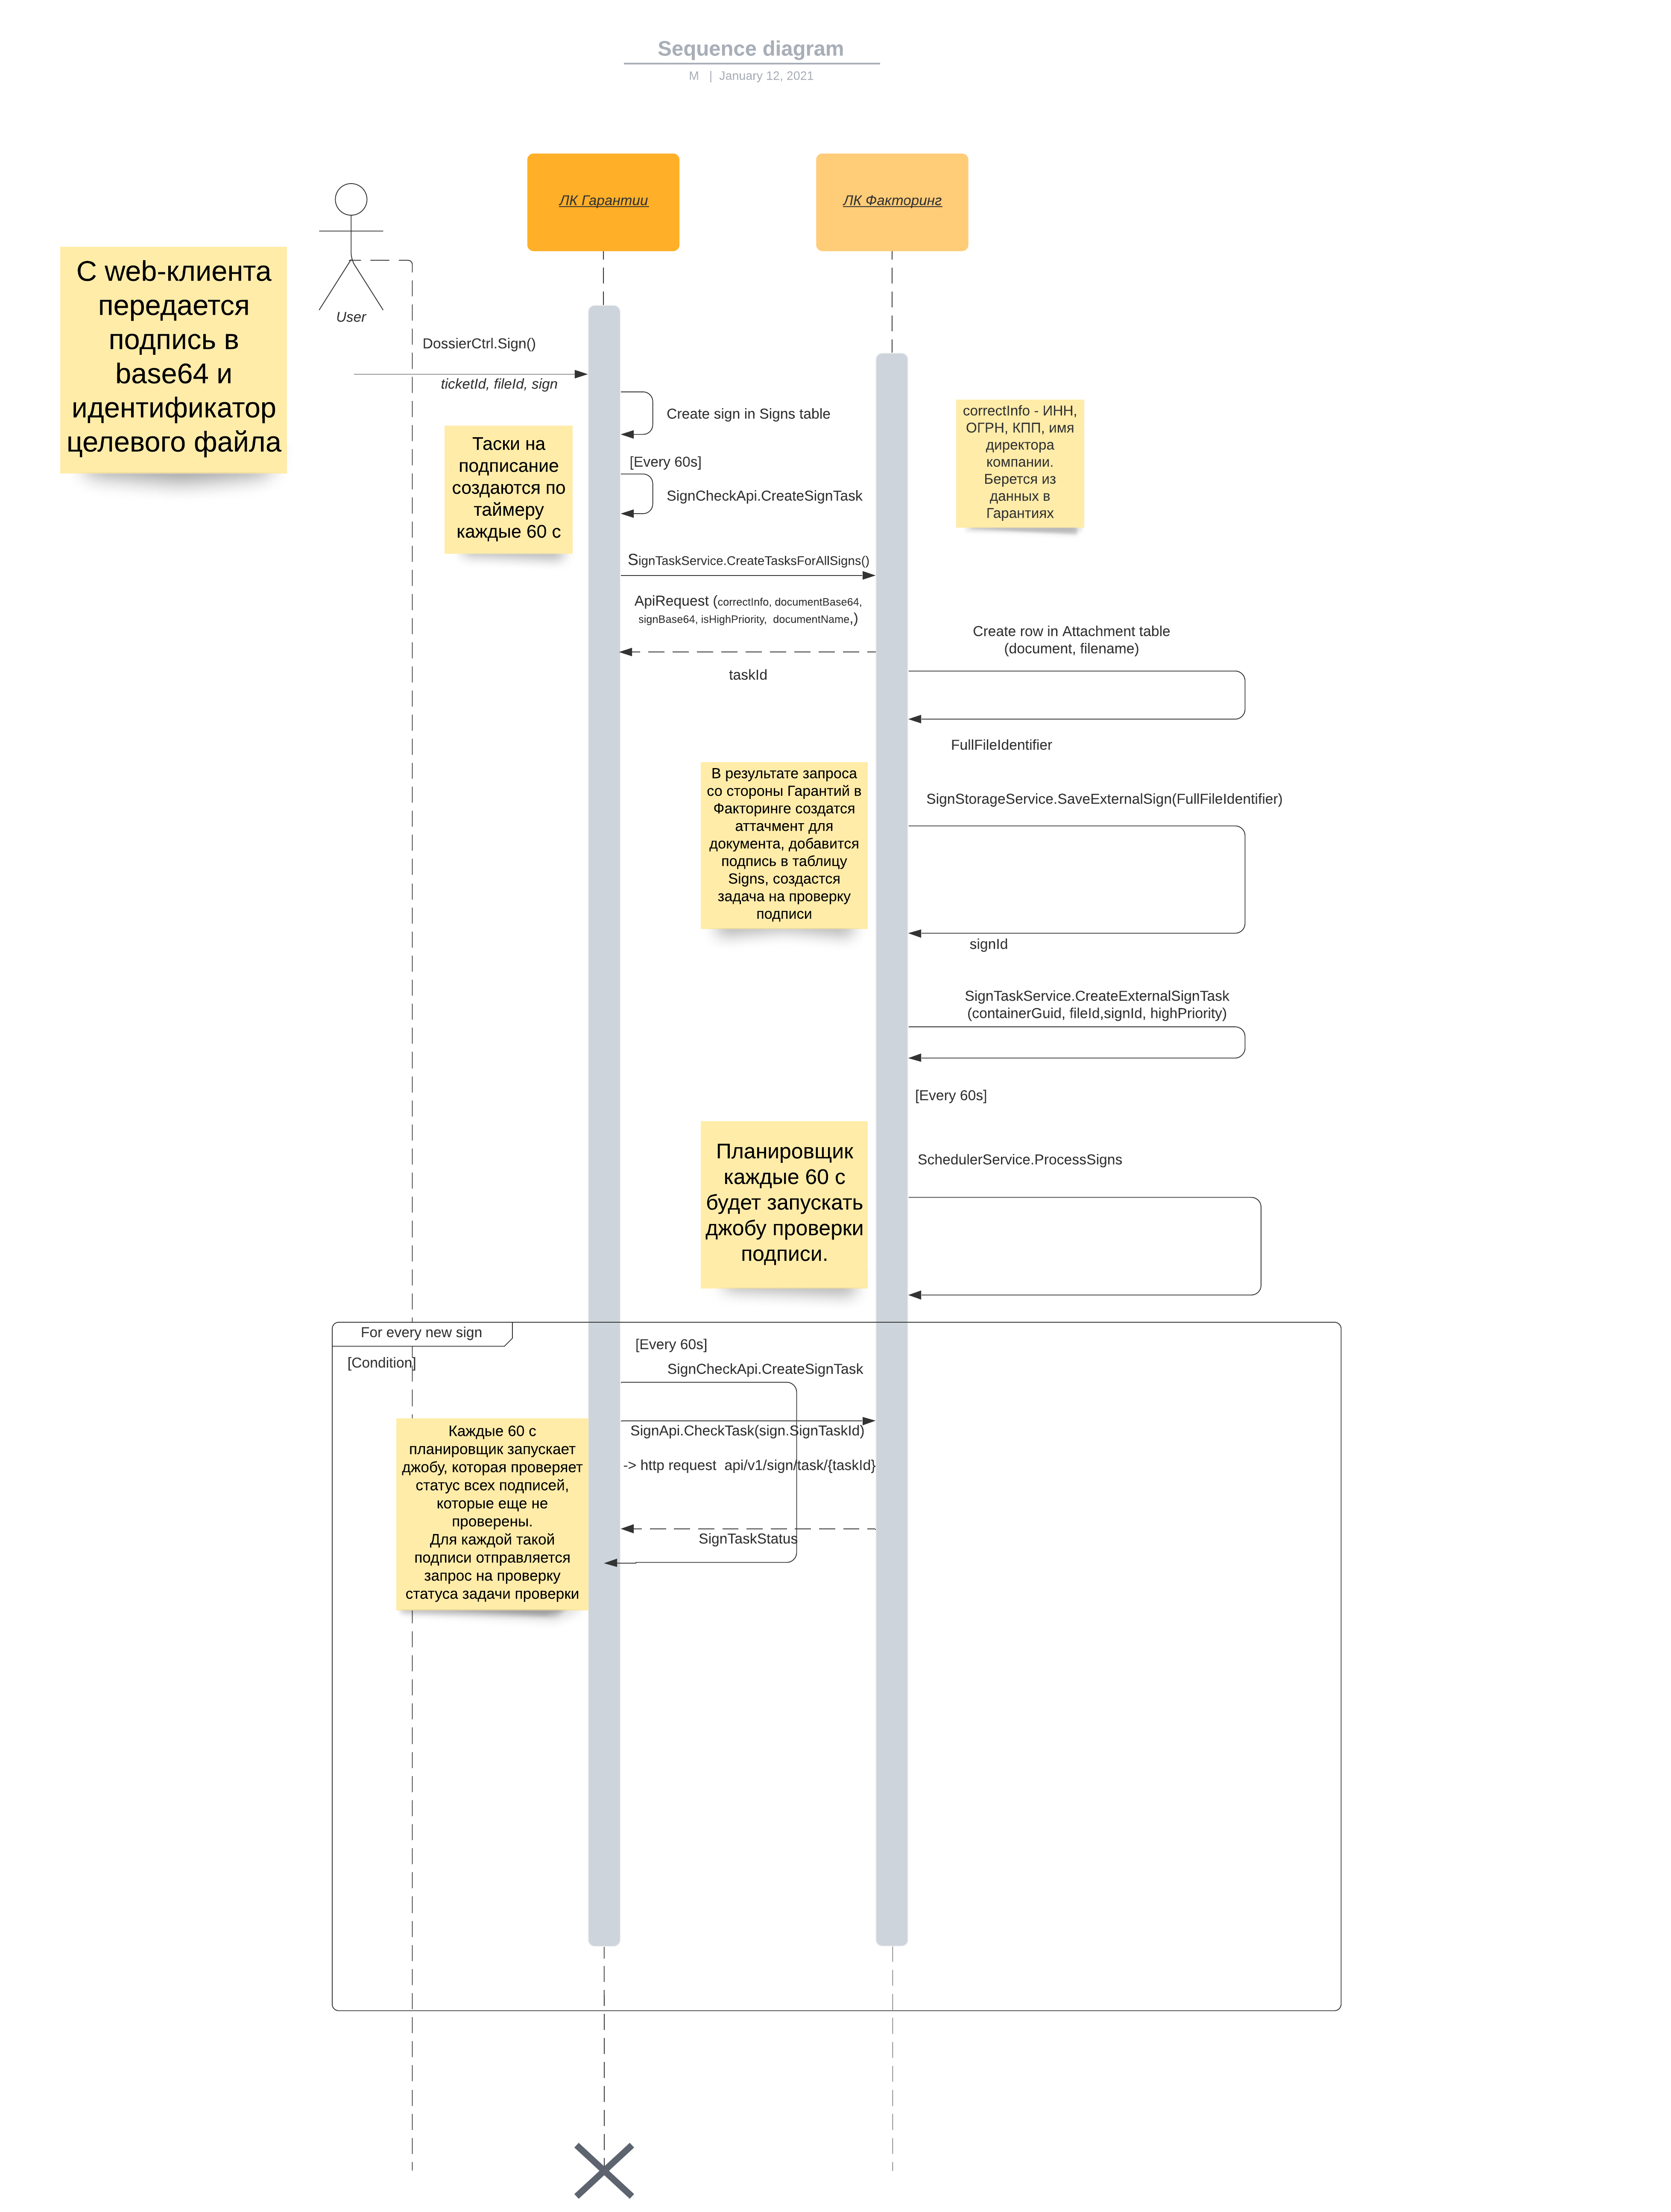 Sequence diagram
M | January 12, 2021
ЛК Гарантии
ЛК Факторинг
User
С web-клиента
передается
подпись в
base64 и
идентификатор
целевого файла
DossierCtrl.Sign()
ticketId, fileId, sign
Create sign in Signs table
correctInfo - ИНН,
ОГРН, КПП, имя
директора
компании.
Берется из
данных в
Гарантиях
Таски на
подписание
создаются по
таймеру
каждые 60 с
[Every 60s]
SignCheckApi.CreateSignTask
SignTaskService.CreateTasksForAllSigns()
ApiRequest (correctInfo, documentBase64,
signBase64, isHighPriority, documentName,)
taskId
Create row in Attachment table
(document, filename)
FullFileIdentifier
В результате запроса
со стороны Гарантий в
Факторинге создатся
аттачмент для
документа, добавится
подпись в таблицу
Signs, создастся
задача на проверку
подписи
SignStorageService.SaveExternalSign(FullFileIdentifier)
signId
SignTaskService.CreateExternalSignTask
(containerGuid, fileId,signId, highPriority)
[Every 60s]
Планировщик
каждые 60 с
будет запускать
джобу проверки
подписи.
SchedulerService.ProcessSigns
For every new sign
[Condition]
[Every 60s]
SignCheckApi.CreateSignTask
SignApi.CheckTask(sign.SignTaskId)
-> http request api/v1/sign/task/{taskId}
SignTaskStatus
Каждые 60 с
планировщик запускает
джобу, которая проверяет
статус всех подписей,
которые еще не
проверены.
Для каждой такой
подписи отправляется
запрос на проверку
статуса задачи проверки